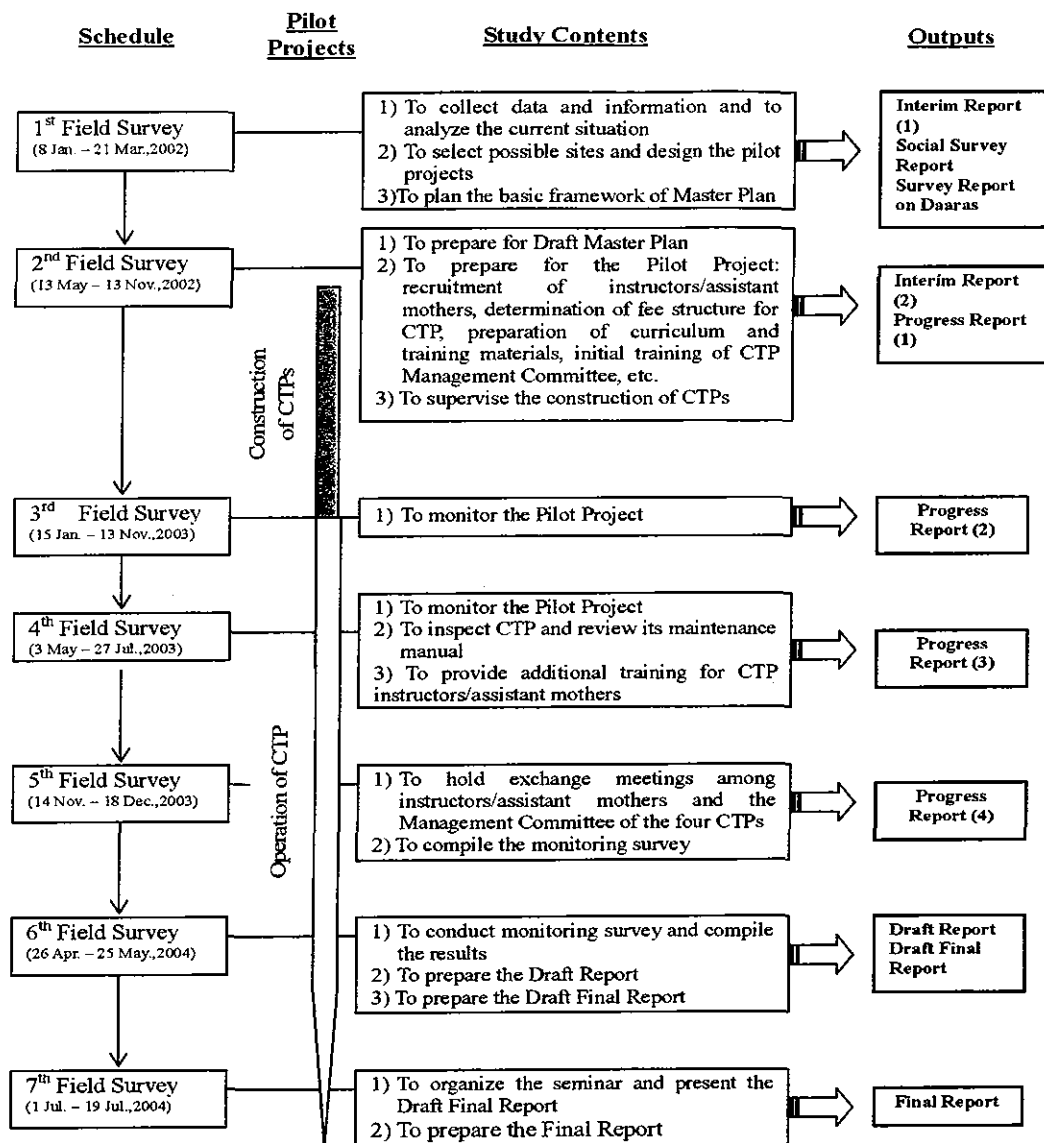 Schedule
Pilot
Projects
Study Contents
Outputs
1st Field Survey
(8 Jan. – 21 Mar.,2002)
1) To collect data and information and to
analyze the current situation
2) To select possible sites and design the pilot
projects
3)To plan the basic framework of Master Plan
Interim Report
(1)
Social Survey
Report
Survey Report
on Daaras
2nd Field Survey
(13 May – 13 Nov.,2002)
1) To prepare for Draft Master Plan
2) To prepare for the Pilot Project:
recruitment of instructors/assistant
mothers, determination of fee structure for
CTP, preparation of curriculum and
training materials, initial training of CTP
Management Committee, etc.
3) To supervise the construction of CTPs
Interim Report
(2)
Progress Report
(1)
Construction
of CTPs
3rd Field Survey
(15 Jan. – 13 Nov.,2003)
1) To monitor the Pilot Project
Progress
Report (2)
4th Field Survey
(3 May – 27 Jul.,2003)
1) To monitor the Pilot Project
2) To inspect CTP and review its maintenance
manual
3) To provide additional training for CTP
instructors/assistant mothers
Progress
Report (3)
Operation of CTP
5th Field Survey
(14 Nov. – 18 Dec.,2003)
1) To hold exchange meetings among
instructors/assistant mothers and the
Management Committee of the four CTPs
2) To compile the monitoring survey
Progress
Report (4)
6th Field Survey
(26 Apr. – 25 May.,2004)
1) To conduct monitoring survey and compile
the results
2) To prepare the Draft Report
3) To prepare the Draft Final Report
Draft Report
Draft Final
Report
7th Field Survey
(1 Jul. – 19 Jul.,2004)
1) To organize the seminar and present the
Draft Final Report
2) To prepare the Final Report
Final Report